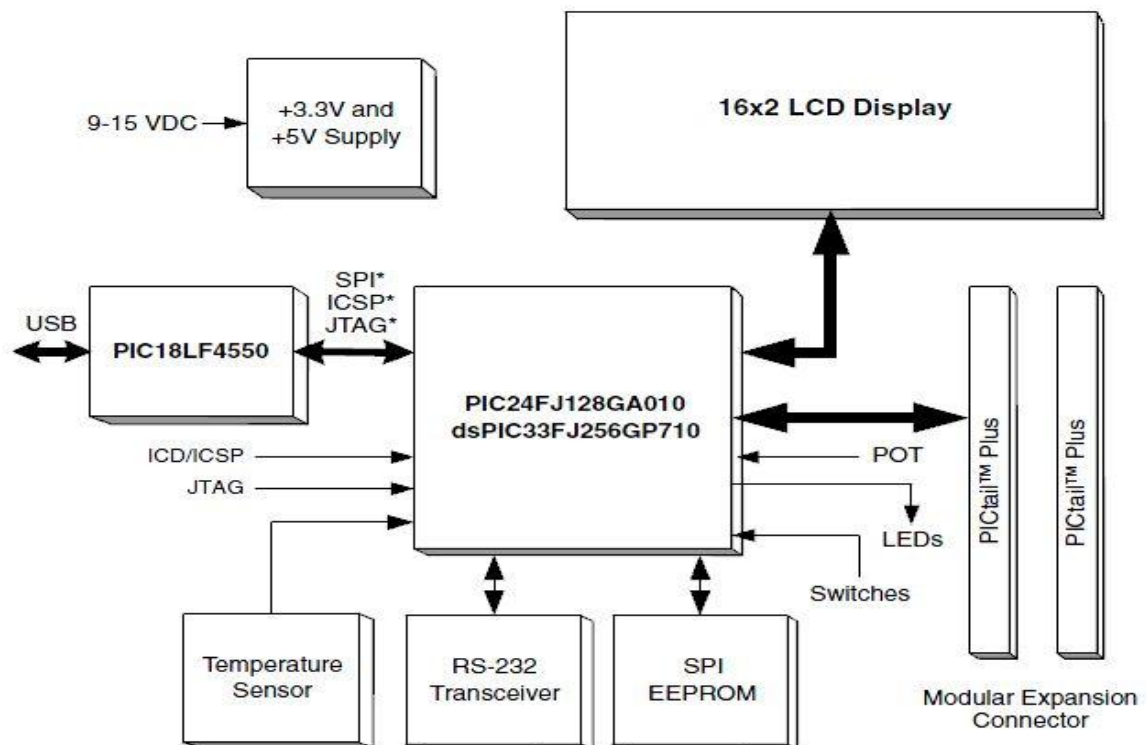 9-15 VDC
+3.3V and
+5V Supply
16x2 LCD Display
USB
PIC18LF4550
SPI*
ICSP*
JTAG*
PIC24FJ128GA010
dsPIC33FJ256GP710
ICD/ICSP
JTAG
POT
LEDs
Switches
PICtail™ Plus
PICtail™ Plus
Temperature
Sensor
RS-232
Transceiver
SPI
EEPROM
Modular Expansion
Connector